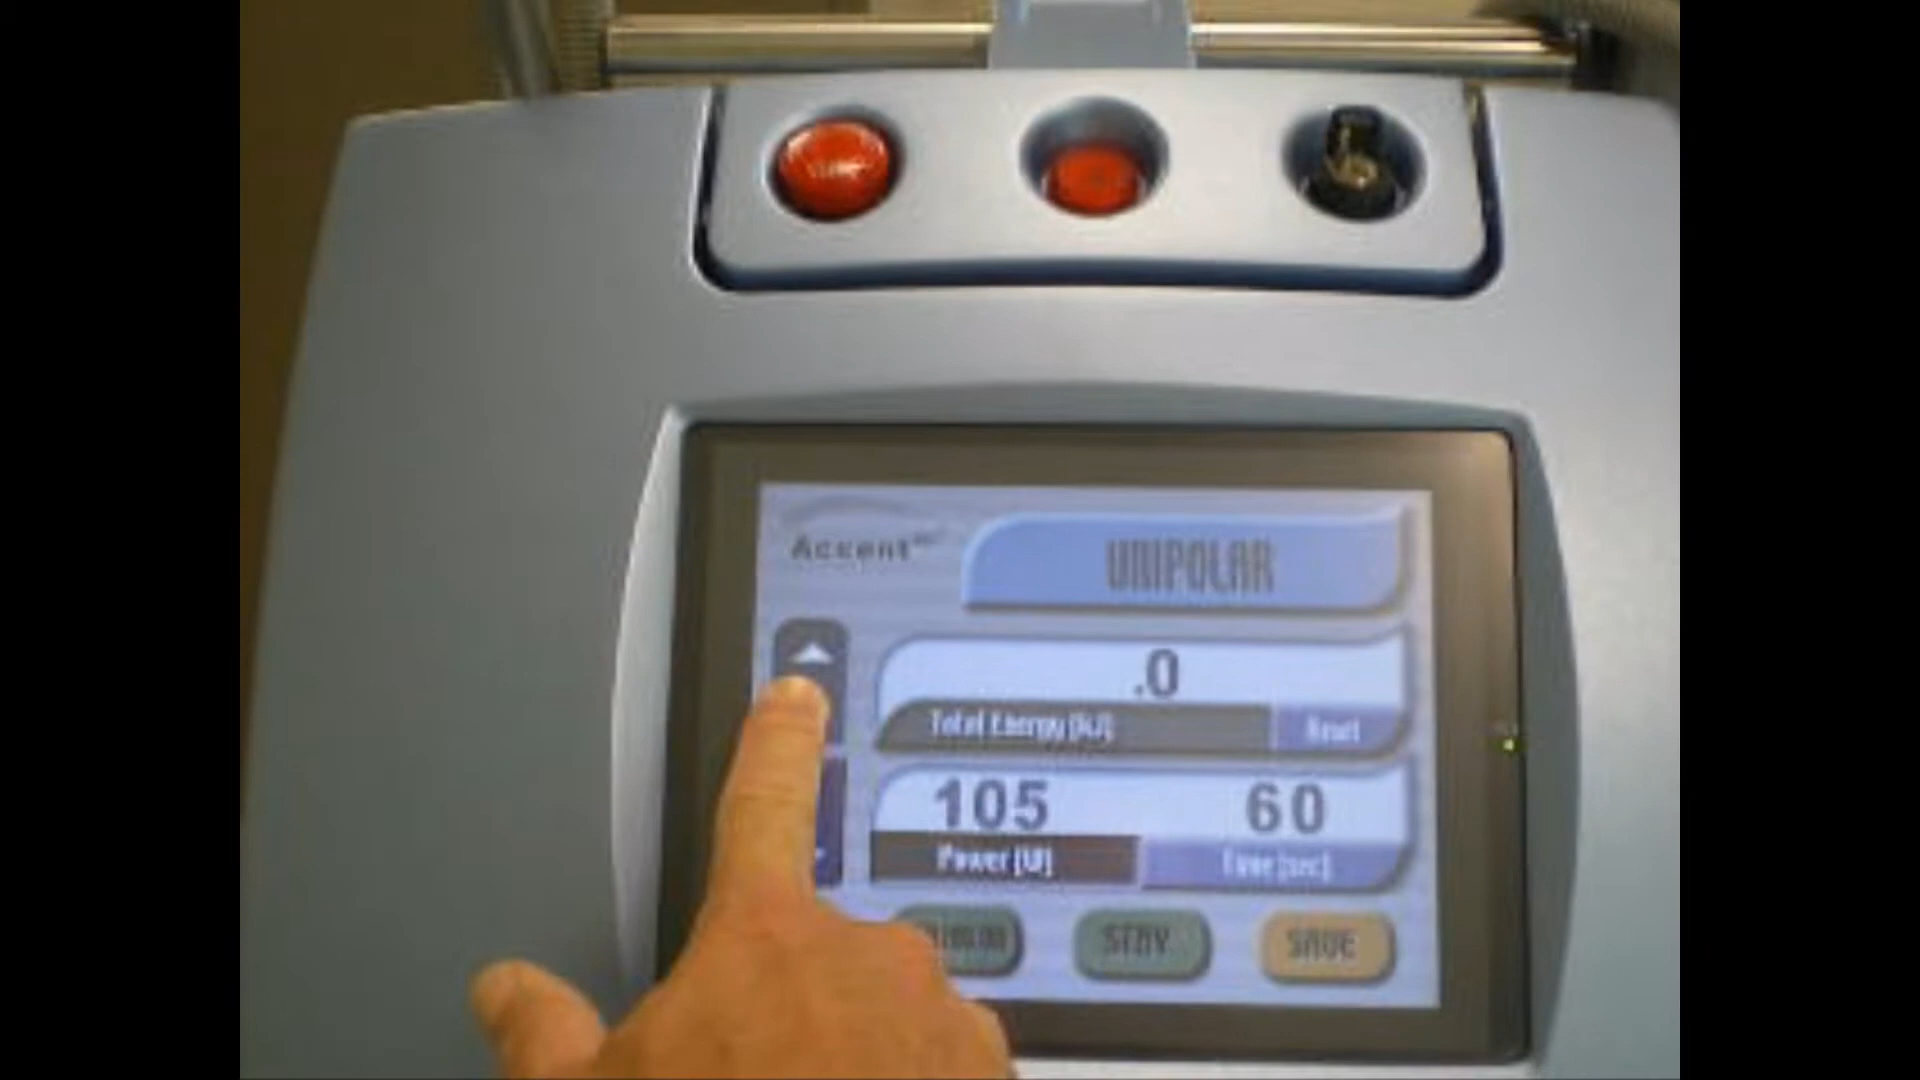 Accent
UNIPOLAR
.0
Total Energy [kJ]
Reset
105
60
Power [W]
Time [sec]
STBY
SAVE